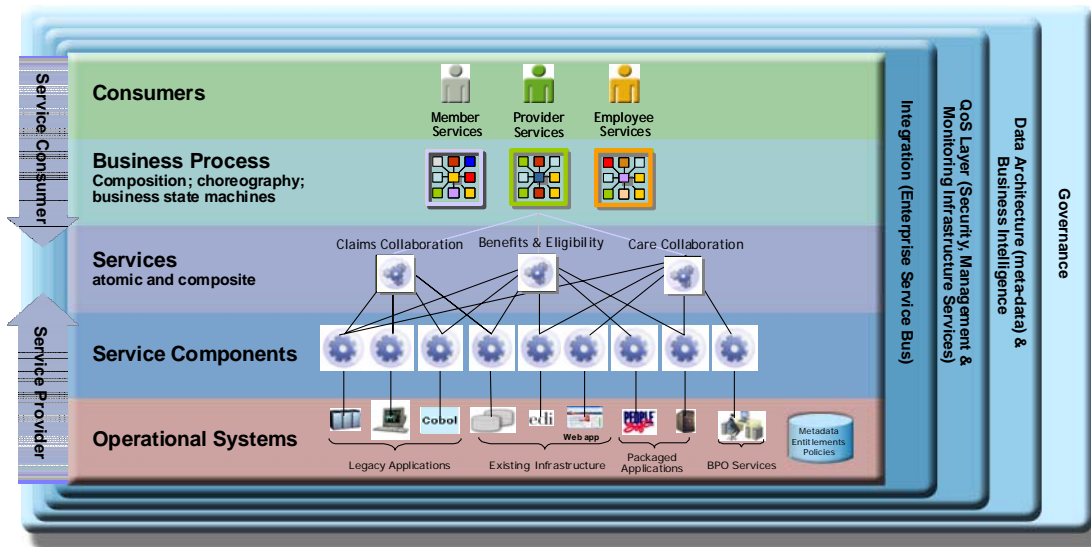 Service Consumer
Service Provider
Consumers
Member
Services
Provider
Services
Employee
Services
Business Process
Composition; choreography;
business state machines
Claims Collaboration
Benefits & Eligibility
Care Collaboration
Services
atomic and composite
Service Components
Operational Systems
Cobol
edi
Web app
PEOPLE
Soft
Legacy Applications
Existing Infrastructure
Packaged
Applications
BPO Services
Metadata
Entitlements
Policies
Integration (Enterprise Service Bus)
QoS Layer (Security, Management &
Monitoring Infrastructure Services)
Data Architecture (meta-data) &
Business Intelligence
Governance